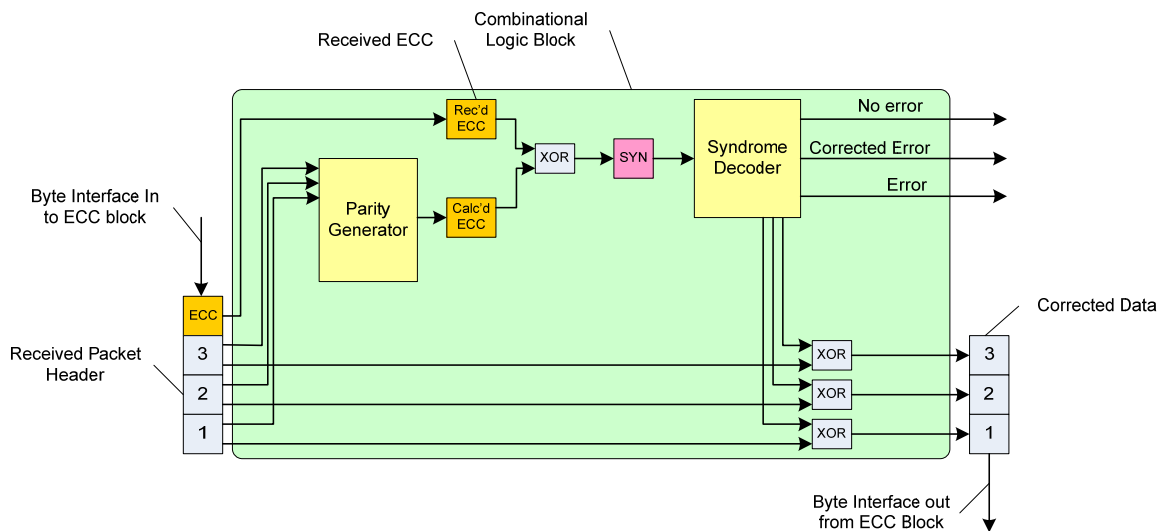 Combinational
Logic Block
Received ECC
Rec'd
ECC
No error
XOR
SYN
Syndrome
Decoder
Corrected Error
Error
Byte Interface In
to ECC block
Parity
Generator
Calc'd
ECC
ECC
Corrected Data
Received Packet
Header
3
2
1
XOR
XOR
XOR
3
2
1
Byte Interface out
from ECC Block